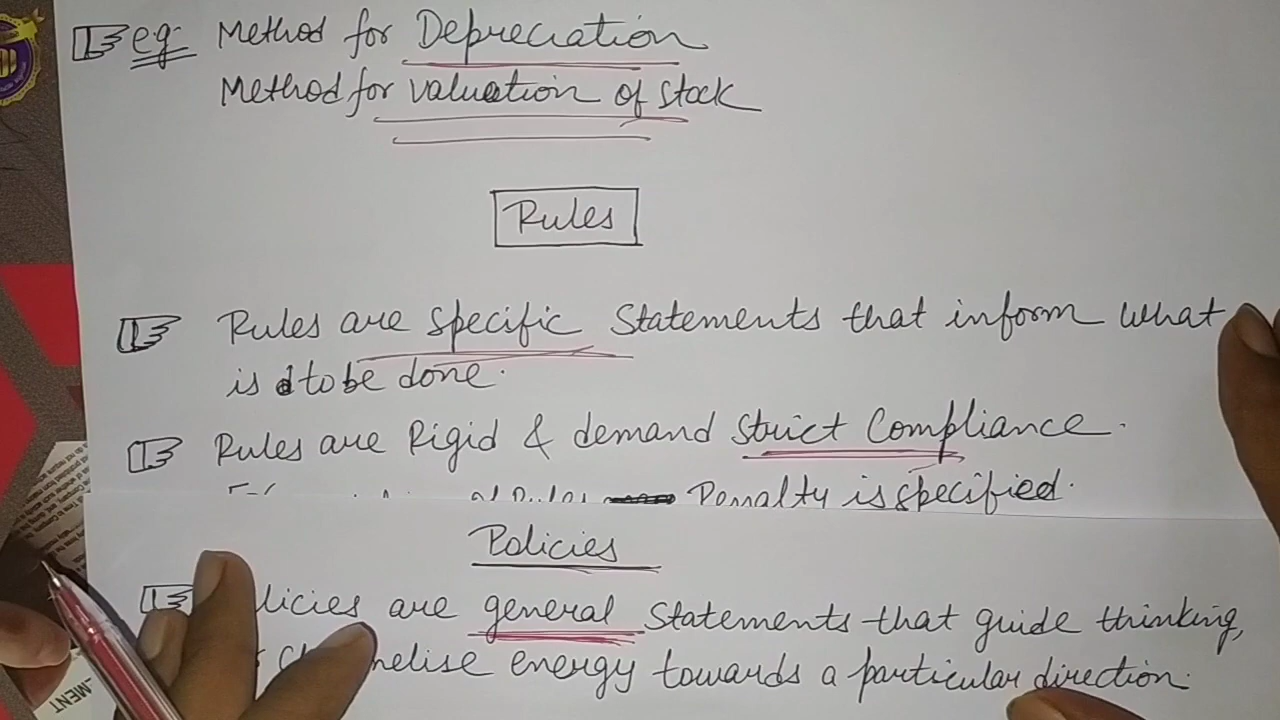 e.g. Method for Depreciation
Method for valuation of stock
Rules
Rules are specific statements that inform what
is to be done.
Rules are Rigid & demand Strict Compliance.
Penalty is specified.
Policies
are general statements that guide thinking,
energy towards a particular direction.
MENT